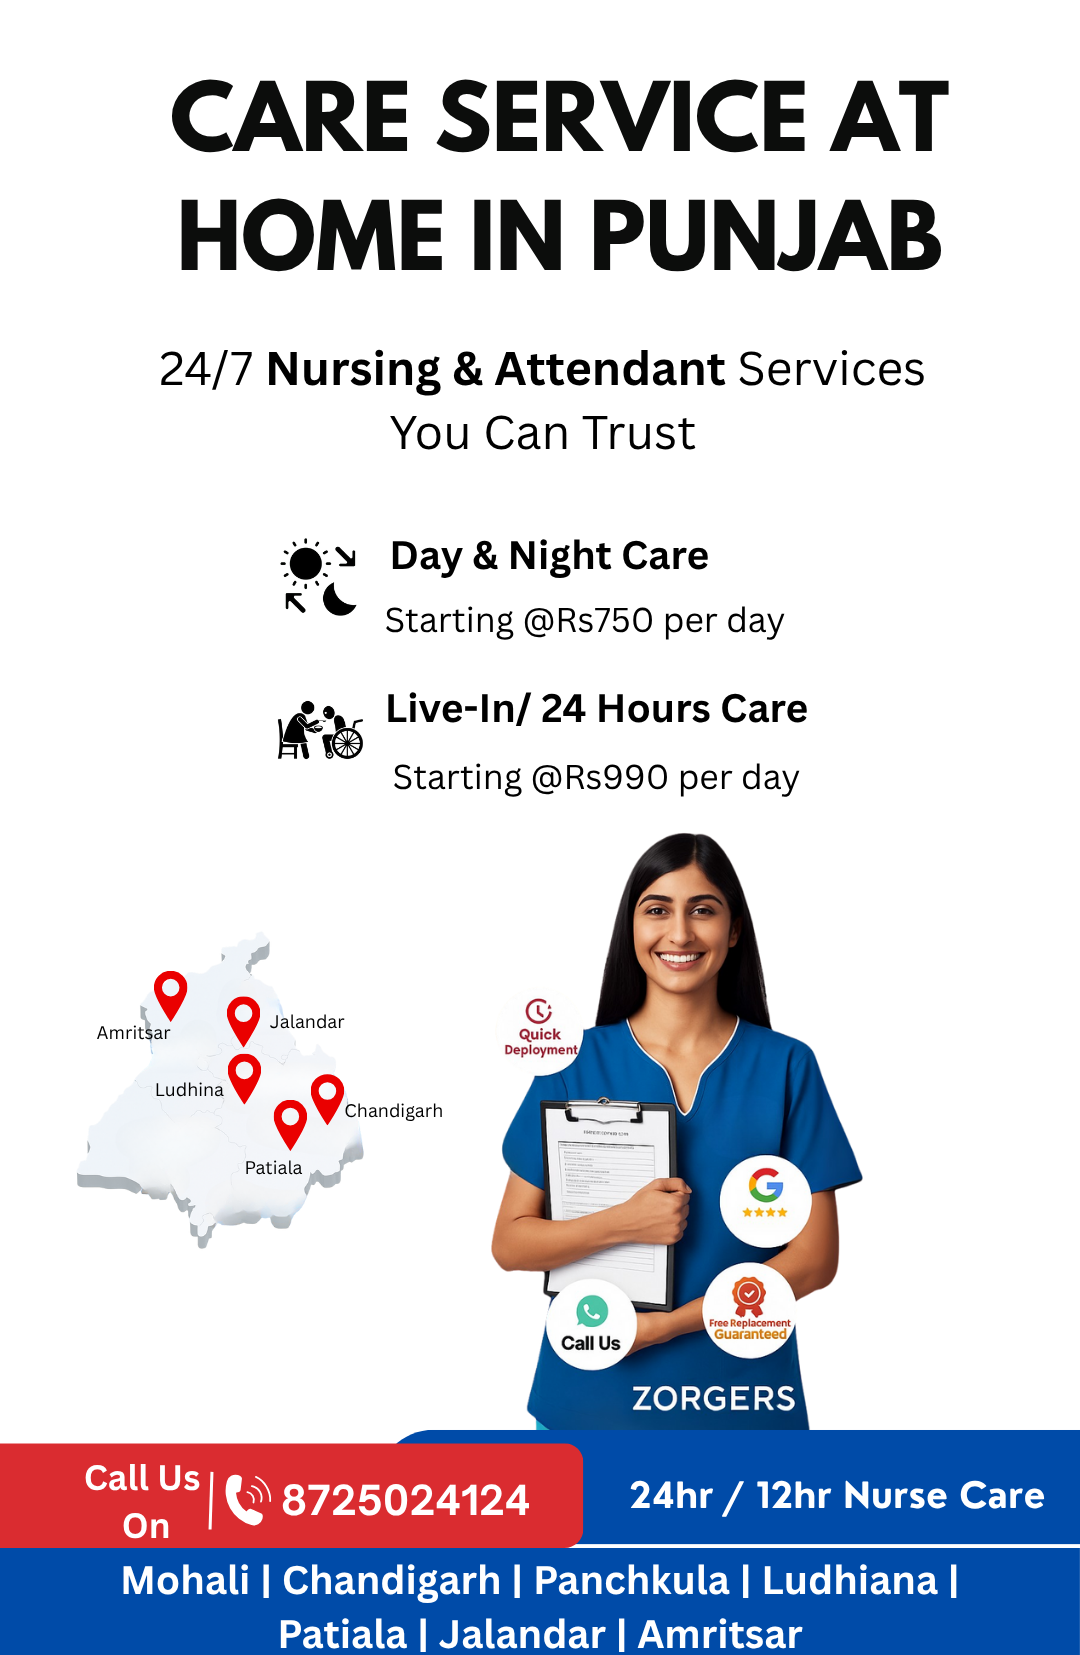 CARE SERVICE AT
HOME IN PUNJAB
24/7 Nursing & Attendant Services
You Can Trust
Day & Night Care
Starting @Rs750 per day
Live-In/ 24 Hours Care
Starting @Rs990 per day
Amritsar
Jalandar
Ludhina
Chandigarh
Patiala
Quick
Deployment
G
Call Us
Free Replacement
Guaranteed
ZORGERS
Call Us
On
8725024124
24hr / 12hr Nurse Care
Mohali | Chandigarh | Panchkula | Ludhiana |
Patiala | Jalandar | Amritsar